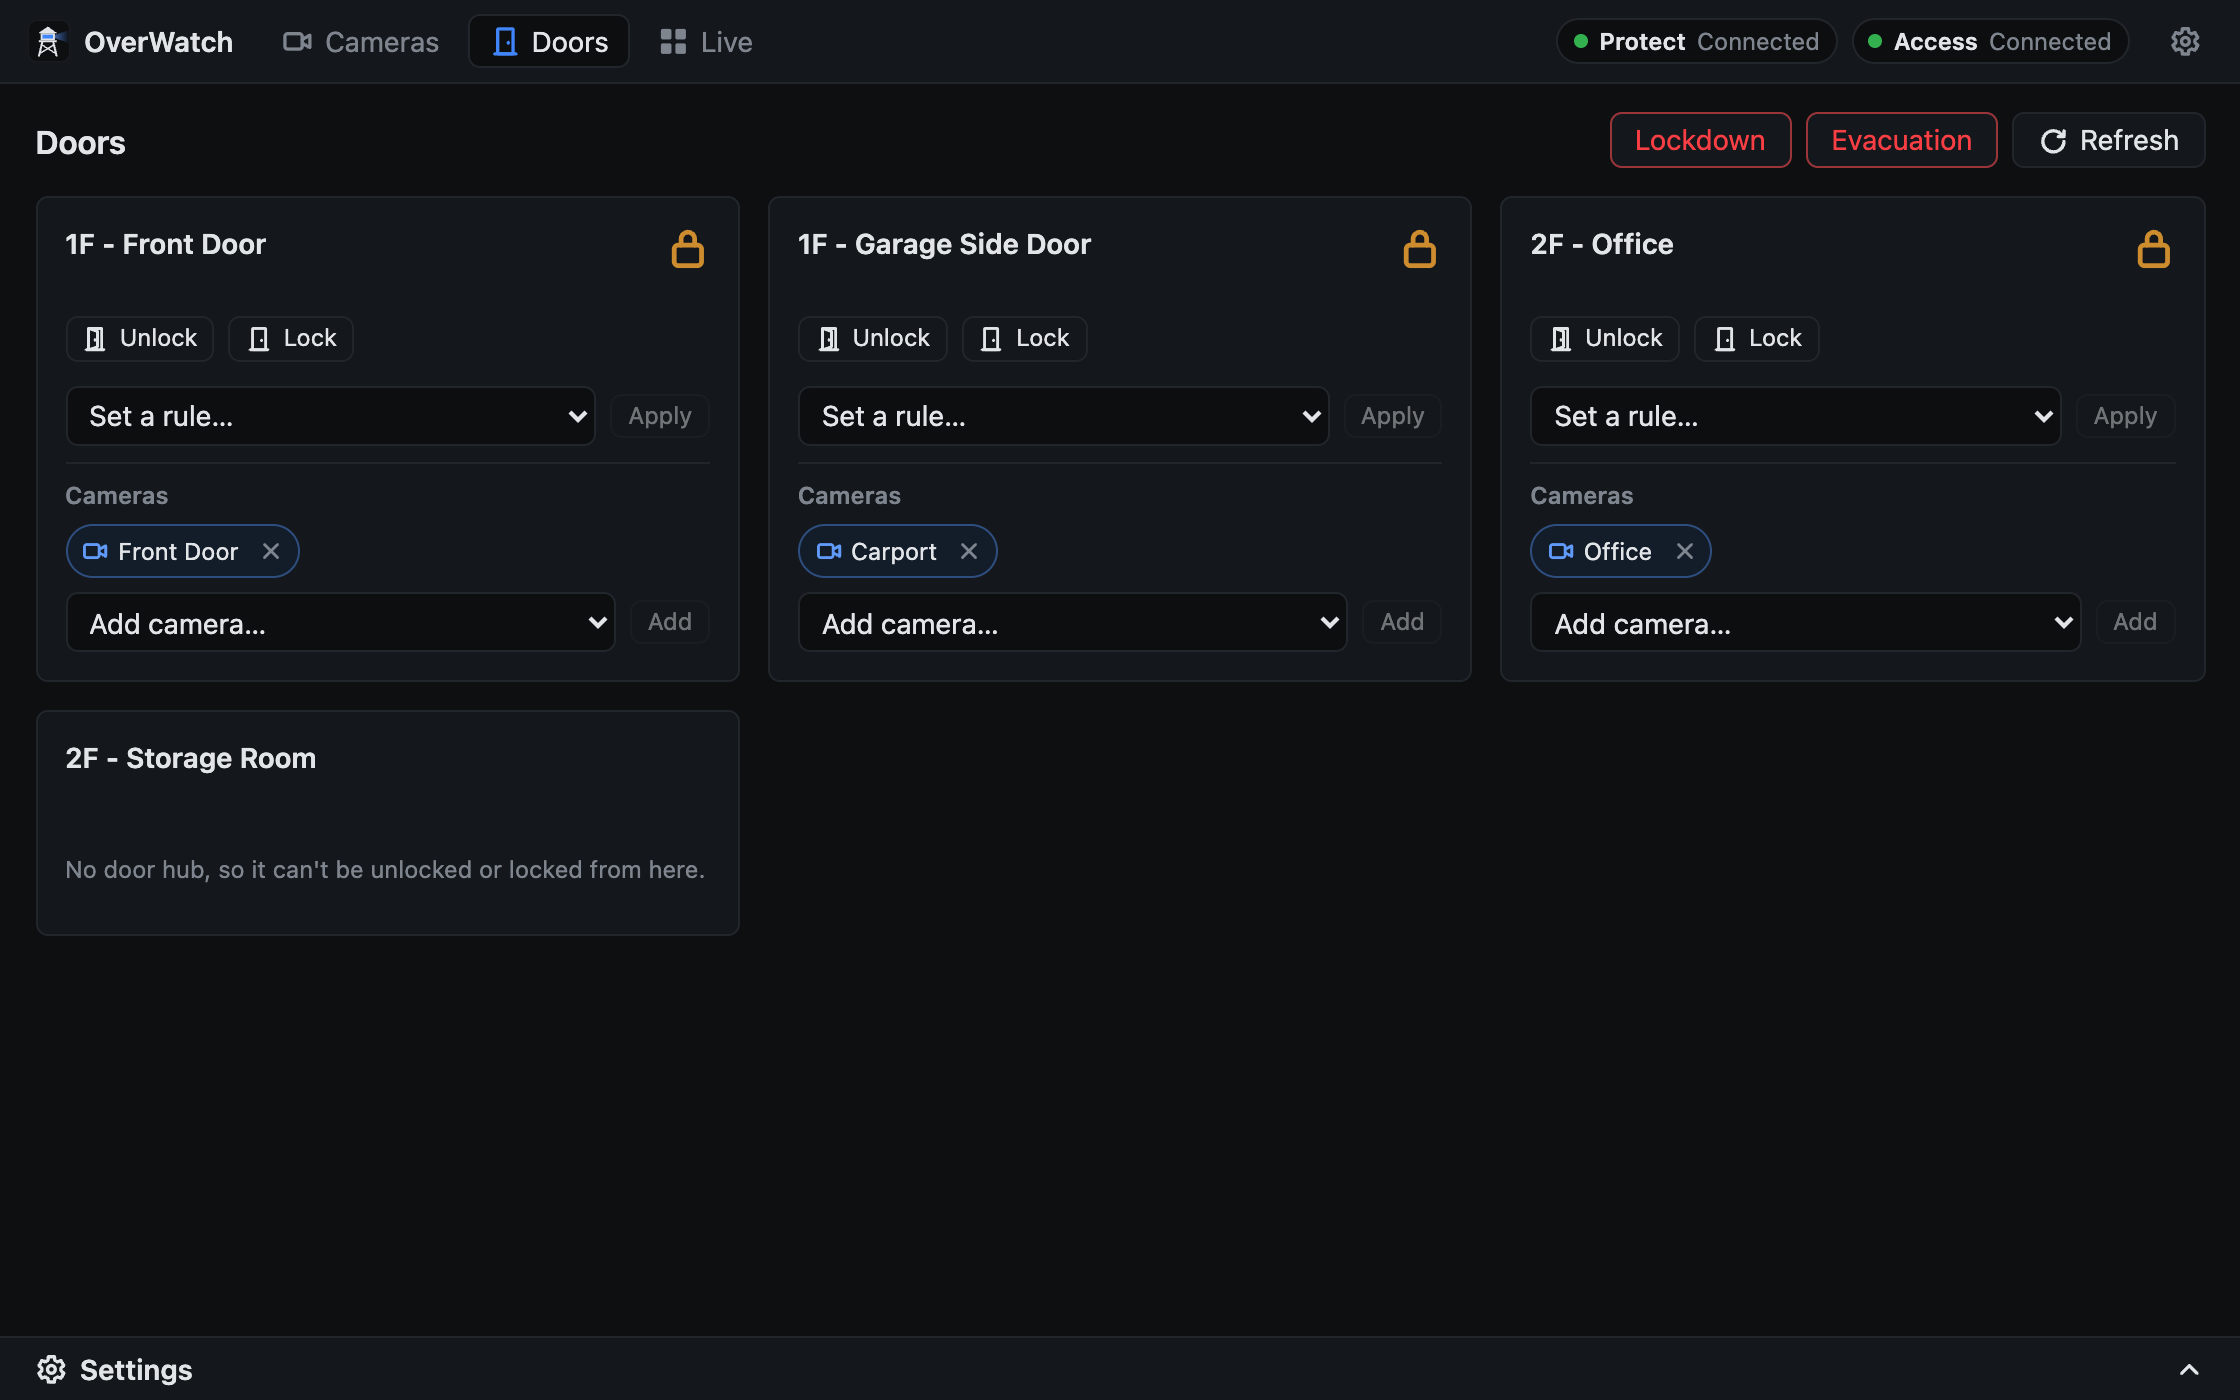 OverWatch Cameras Doors Live Protect Connected Access Connected
Doors Lockdown Evacuation Refresh
1F - Front Door
Unlock Lock
Set a rule... Apply
Cameras
Front Door
Add camera... Add
1F - Garage Side Door
Unlock Lock
Set a rule... Apply
Cameras
Carport
Add camera... Add
2F - Office
Unlock Lock
Set a rule... Apply
Cameras
Office
Add camera... Add
2F - Storage Room
No door hub, so it can't be unlocked or locked from here.
Settings